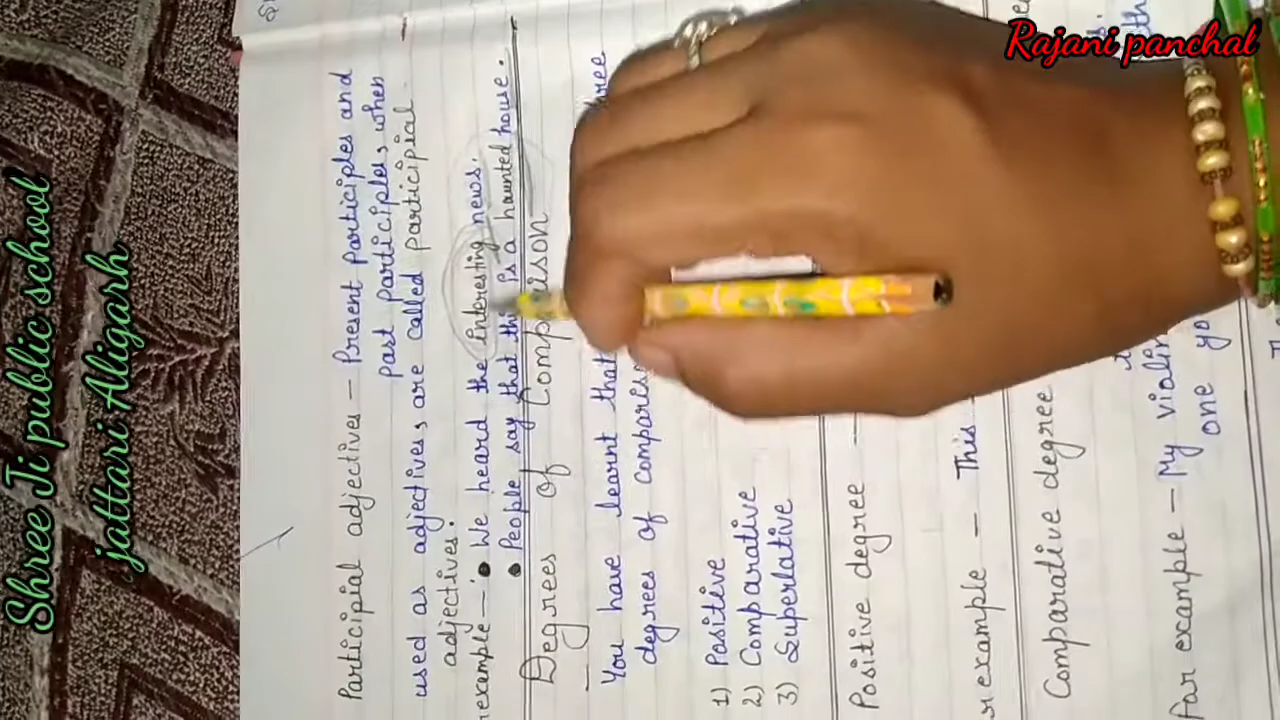 Rajani panchal
Shree Ji public school
jattari Aligarh
Participial adjectives - Present Participles and
past participles, when
used as adjectives, are called participial
adjectives.
example - • We heard the interesting news.
• People say that is a haunted house.
Degrees of
You have learnt that
degrees of
1) Positive
2) Comparative
3) Superlative
Positive degree -
example - This
Comparative degree
for example - My violin
one